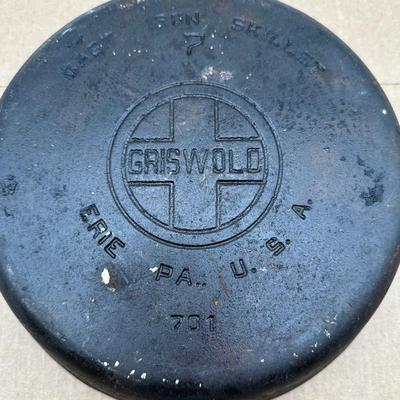 CAST IRON SKILLET
7
GRISWOLD
ERIE PA., U.S.A.
701